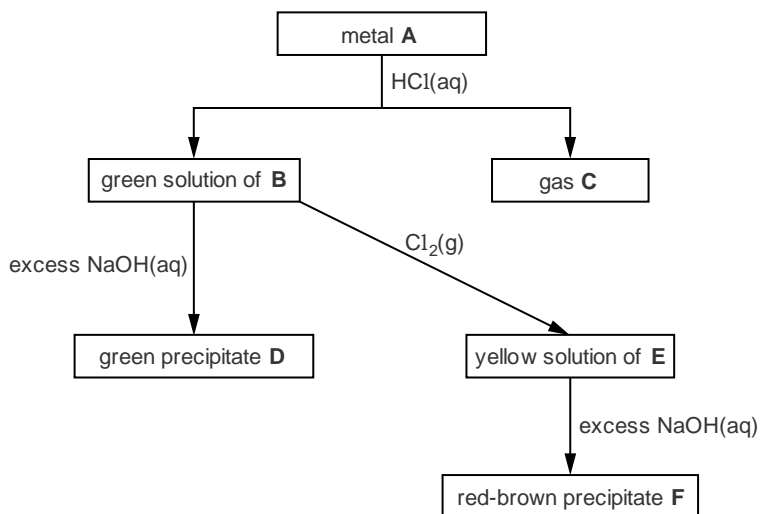 metal A
HCl(aq)
green solution of B
gas C
Cl₂(g)
excess NaOH(aq)
green precipitate D
yellow solution of E
excess NaOH(aq)
red-brown precipitate F